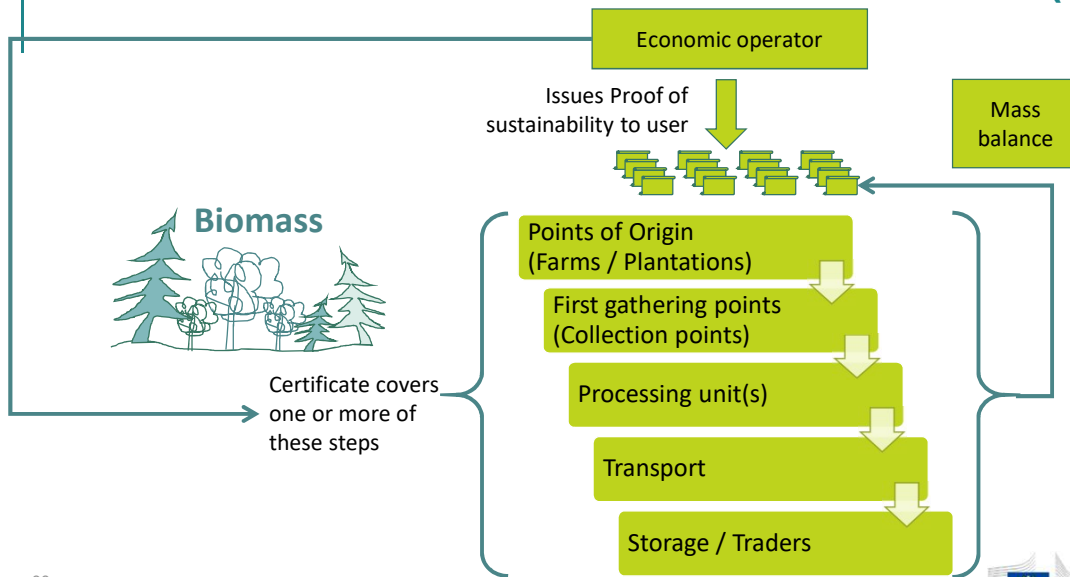 Economic operator
Issues Proof of
sustainability to user
Mass
balance
Biomass
Points of Origin
(Farms / Plantations)
First gathering points
(Collection points)
Processing unit(s)
Transport
Storage / Traders
Certificate covers
one or more of
these steps